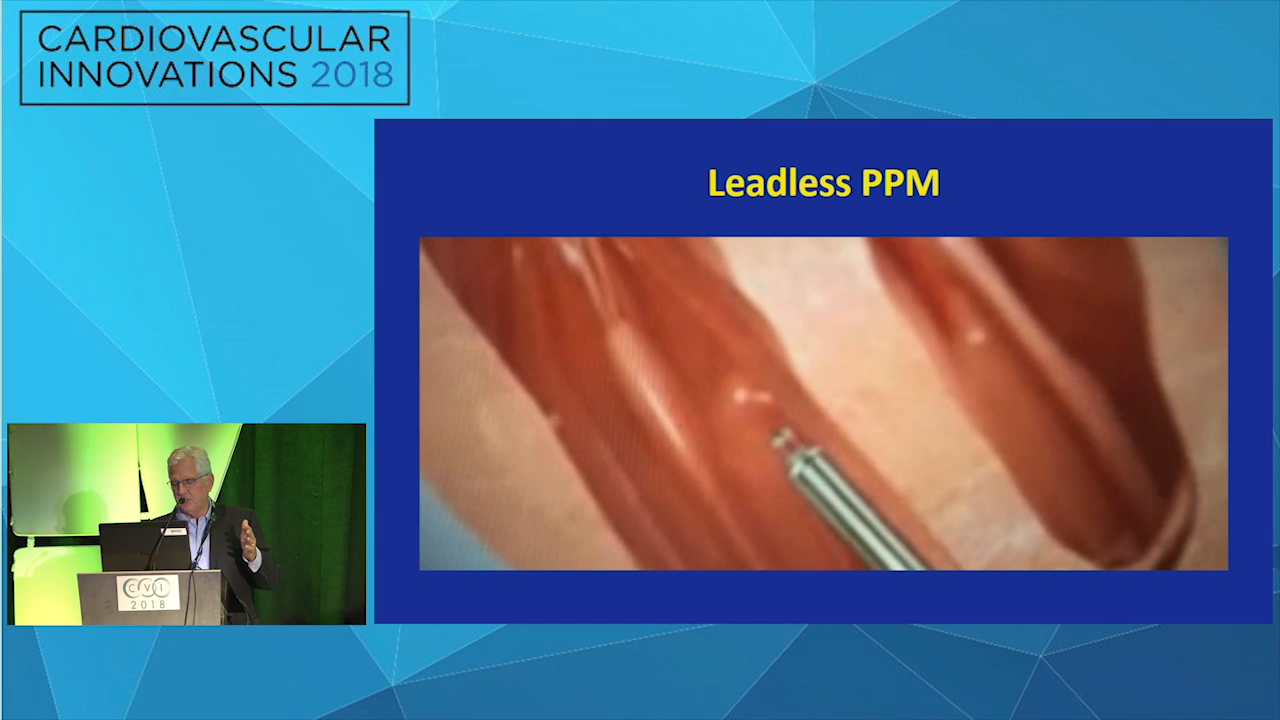 CARDIOVASCULAR
INNOVATIONS 2018
Leadless PPM
CVI
2018